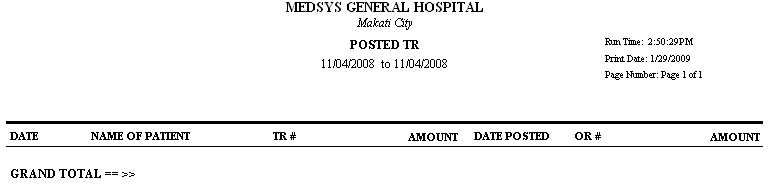 MEDSYS GENERAL HOSPITAL
Makati City
POSTED TR
11/04/2008 to 11/04/2008
Run Time: 2:50:29PM
Print Date: 1/29/2009
Page Number: Page 1 of 1
DATE NAME OF PATIENT TR # AMOUNT DATE POSTED OR # AMOUNT
GRAND TOTAL == >>